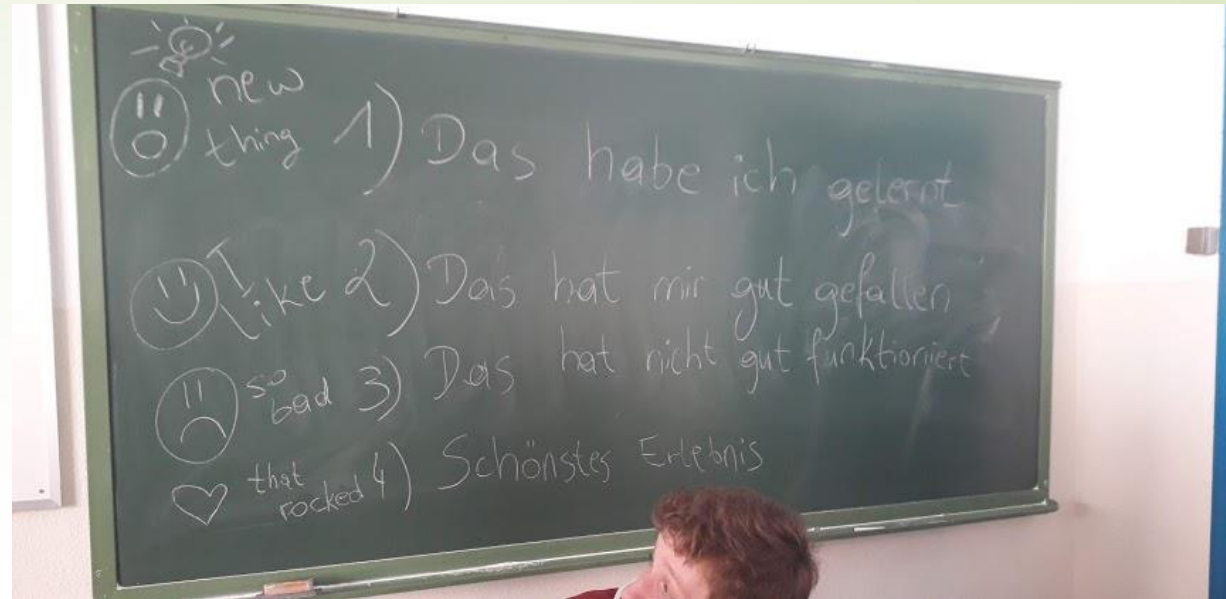 new
thing 1) Das habe ich gelernt
I
like 2) Das hat mir gut gefallen
so
bad 3) Das hat nicht gut funktioniert
that
rocked 4) Schönstes Erlebnis